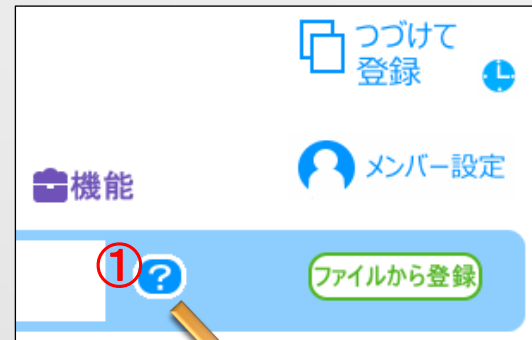 つづけて
登録
機能
メンバー設定
①
?
ファイルから登録